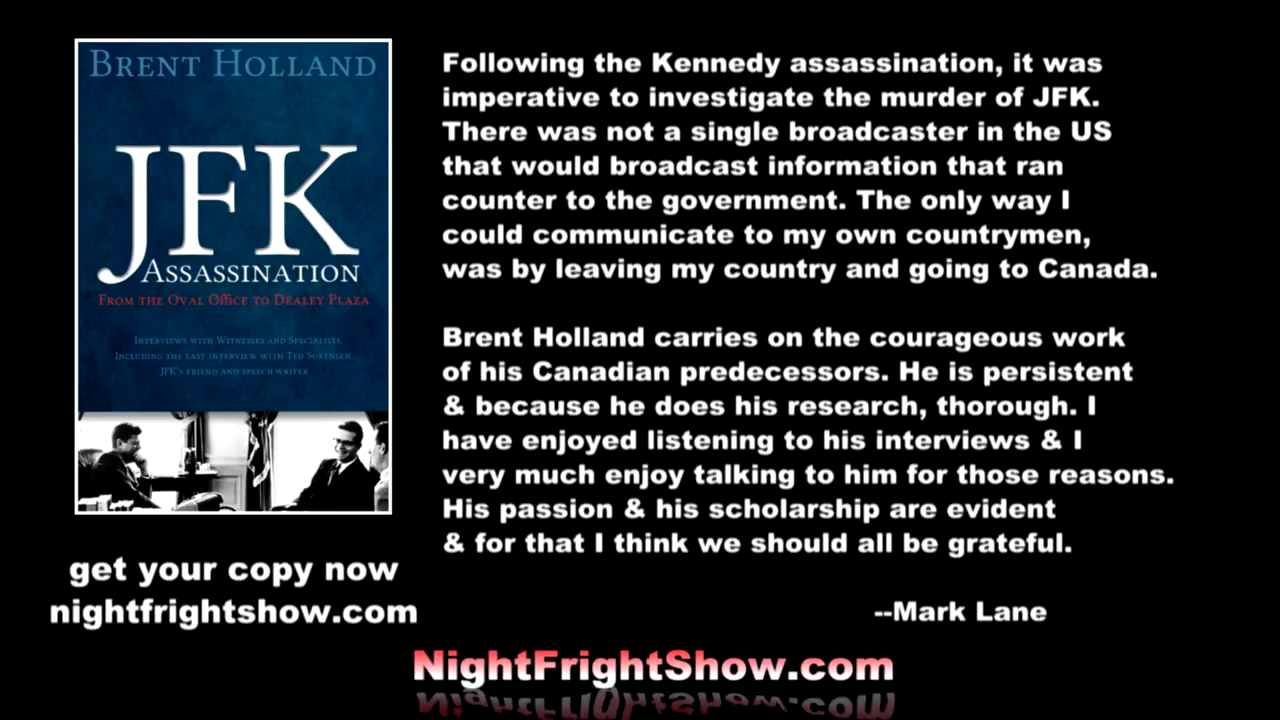 BRENT HOLLAND
JFK
ASSASSINATION
FROM THE OVAL OFFICE TO DEALEY PLAZA
INTERVIEWS WITH WITNESSES AND SPECIALISTS.
INCLUDING THE LAST INTERVIEW WITH TED SORENSEN,
JFK'S FRIEND AND SPEECH WRITER.
get your copy now
nightfrightshow.com
Following the Kennedy assassination, it was
imperative to investigate the murder of JFK.
There was not a single broadcaster in the US
that would broadcast information that ran
counter to the government. The only way I
could communicate to my own countrymen,
was by leaving my country and going to Canada.
Brent Holland carries on the courageous work
of his Canadian predecessors. He is persistent
& because he does his research, thorough. I
have enjoyed listening to his interviews & I
very much enjoy talking to him for those reasons.
His passion & his scholarship are evident
& for that I think we should all be grateful.
--Mark Lane
NightFrightShow.com